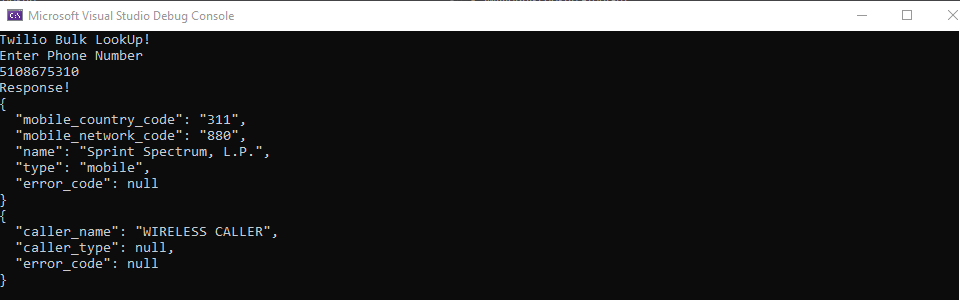 C:\
Microsoft Visual Studio Debug Console
Twilio Bulk LookUp!
Enter Phone Number
5108675310
Response!
{
  "mobile_country_code": "311",
  "mobile_network_code": "880",
  "name": "Sprint Spectrum, L.P.",
  "type": "mobile",
  "error_code": null
}
{
  "caller_name": "WIRELESS CALLER",
  "caller_type": null,
  "error_code": null
}